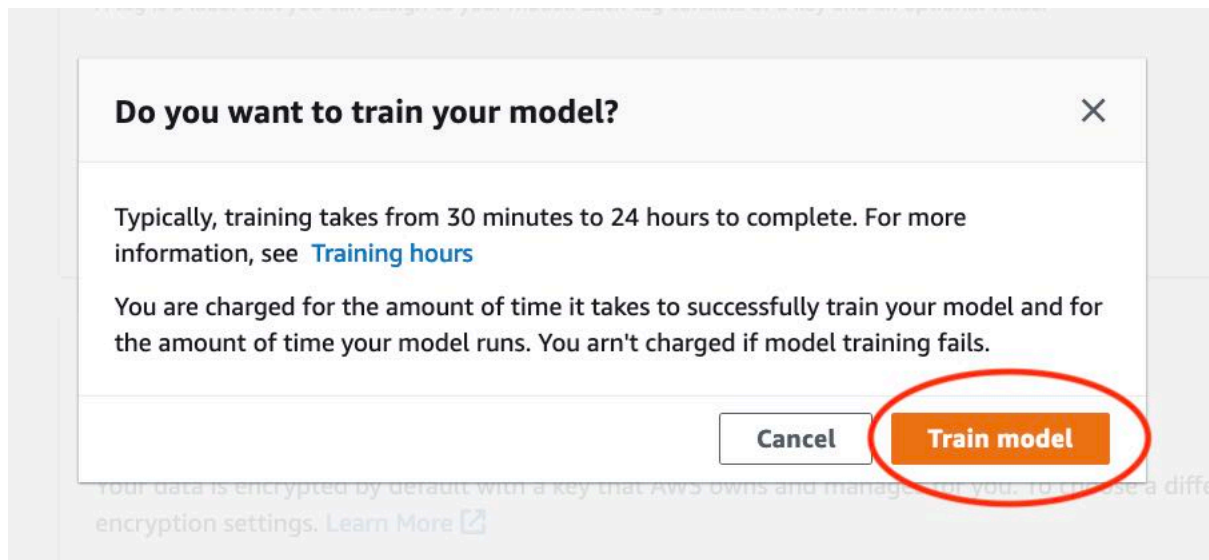 Do you want to train your model?
Typically, training takes from 30 minutes to 24 hours to complete. For more
information, see Training hours
You are charged for the amount of time it takes to successfully train your model and for
the amount of time your model runs. You arn't charged if model training fails.
Cancel
Train model
Your data is encrypted by default with a key that AWS owns and manages for you. To choose a diffe
encryption settings. Learn More